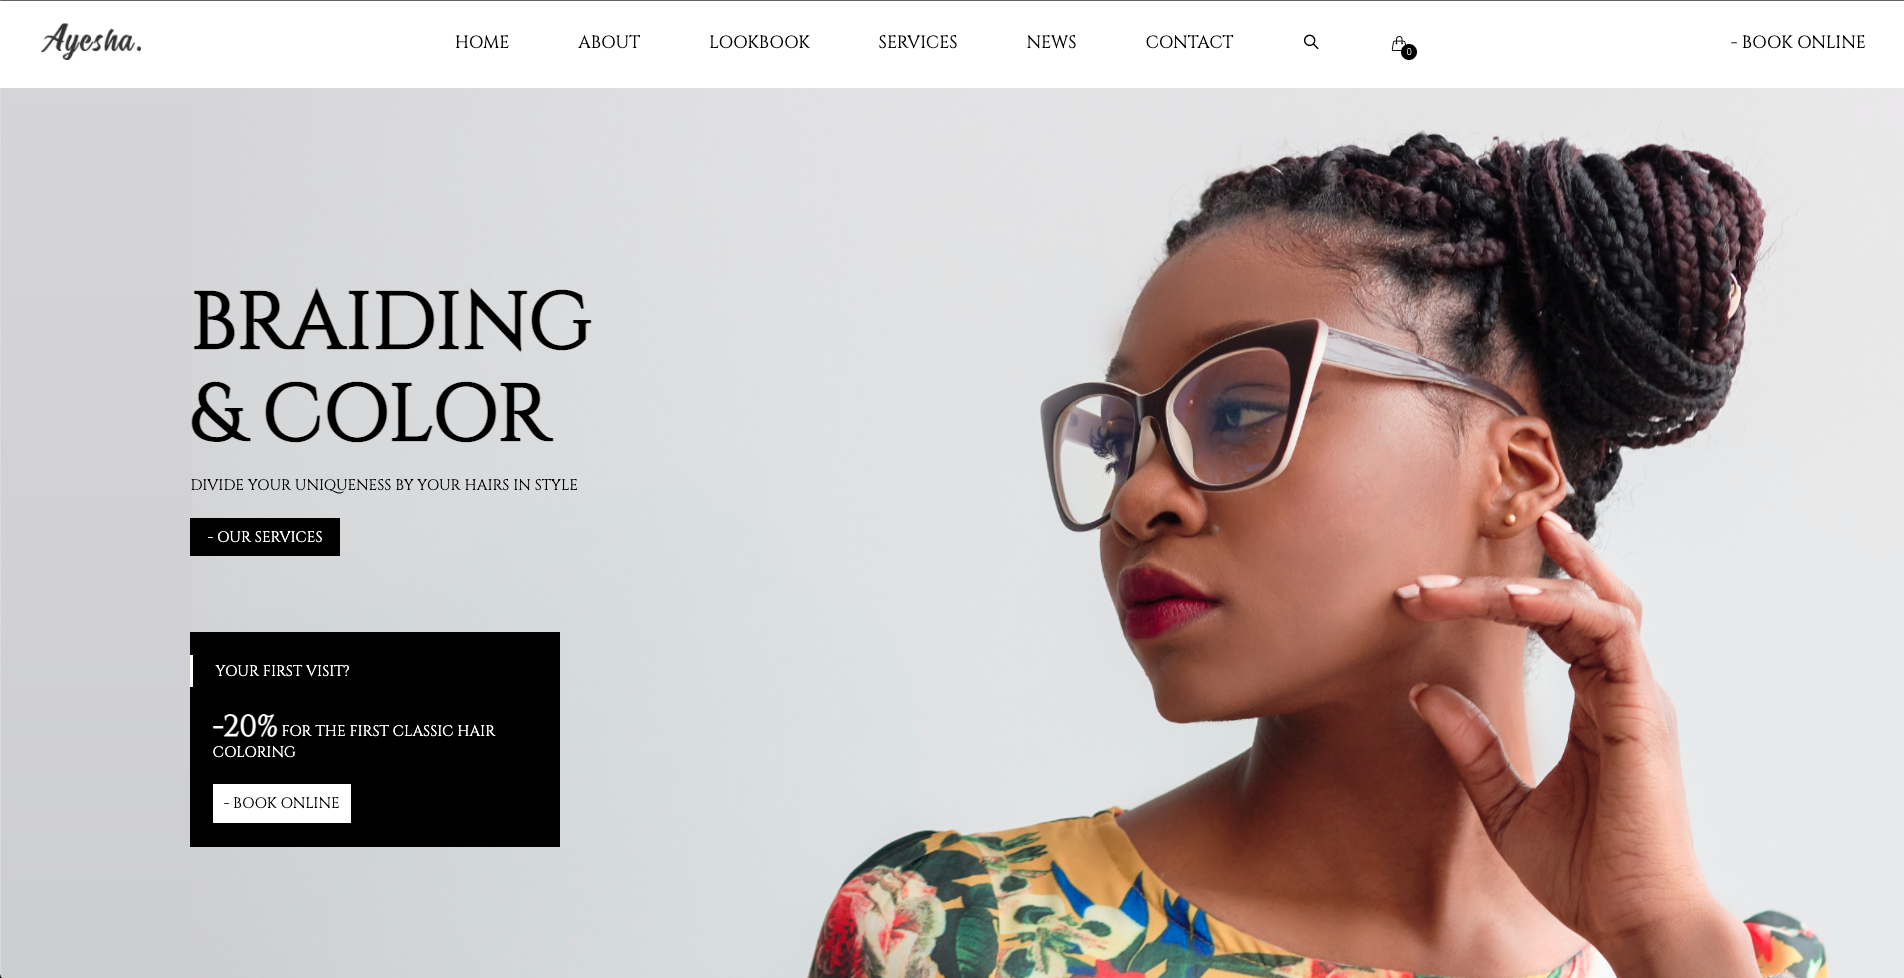 Ayesha.
HOME ABOUT LOOKBOOK SERVICES NEWS CONTACT 0 - BOOK ONLINE
BRAIDING
& COLOR
DIVIDE YOUR UNIQUENESS BY YOUR HAIRS IN STYLE
- OUR SERVICES
YOUR FIRST VISIT?
-20% FOR THE FIRST CLASSIC HAIR
COLORING
- BOOK ONLINE